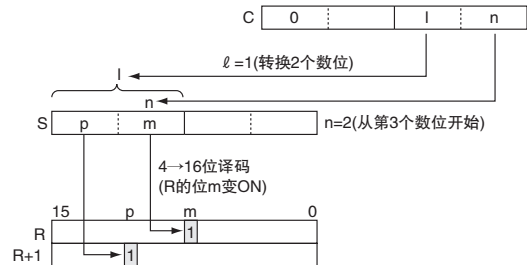 C 0 l n
ℓ=1(转换2个数位)
l
n
S p m n=2(从第3个数位开始)
4→16位译码
(R的位m变ON)
15 p m 0
R 1
R+1 1